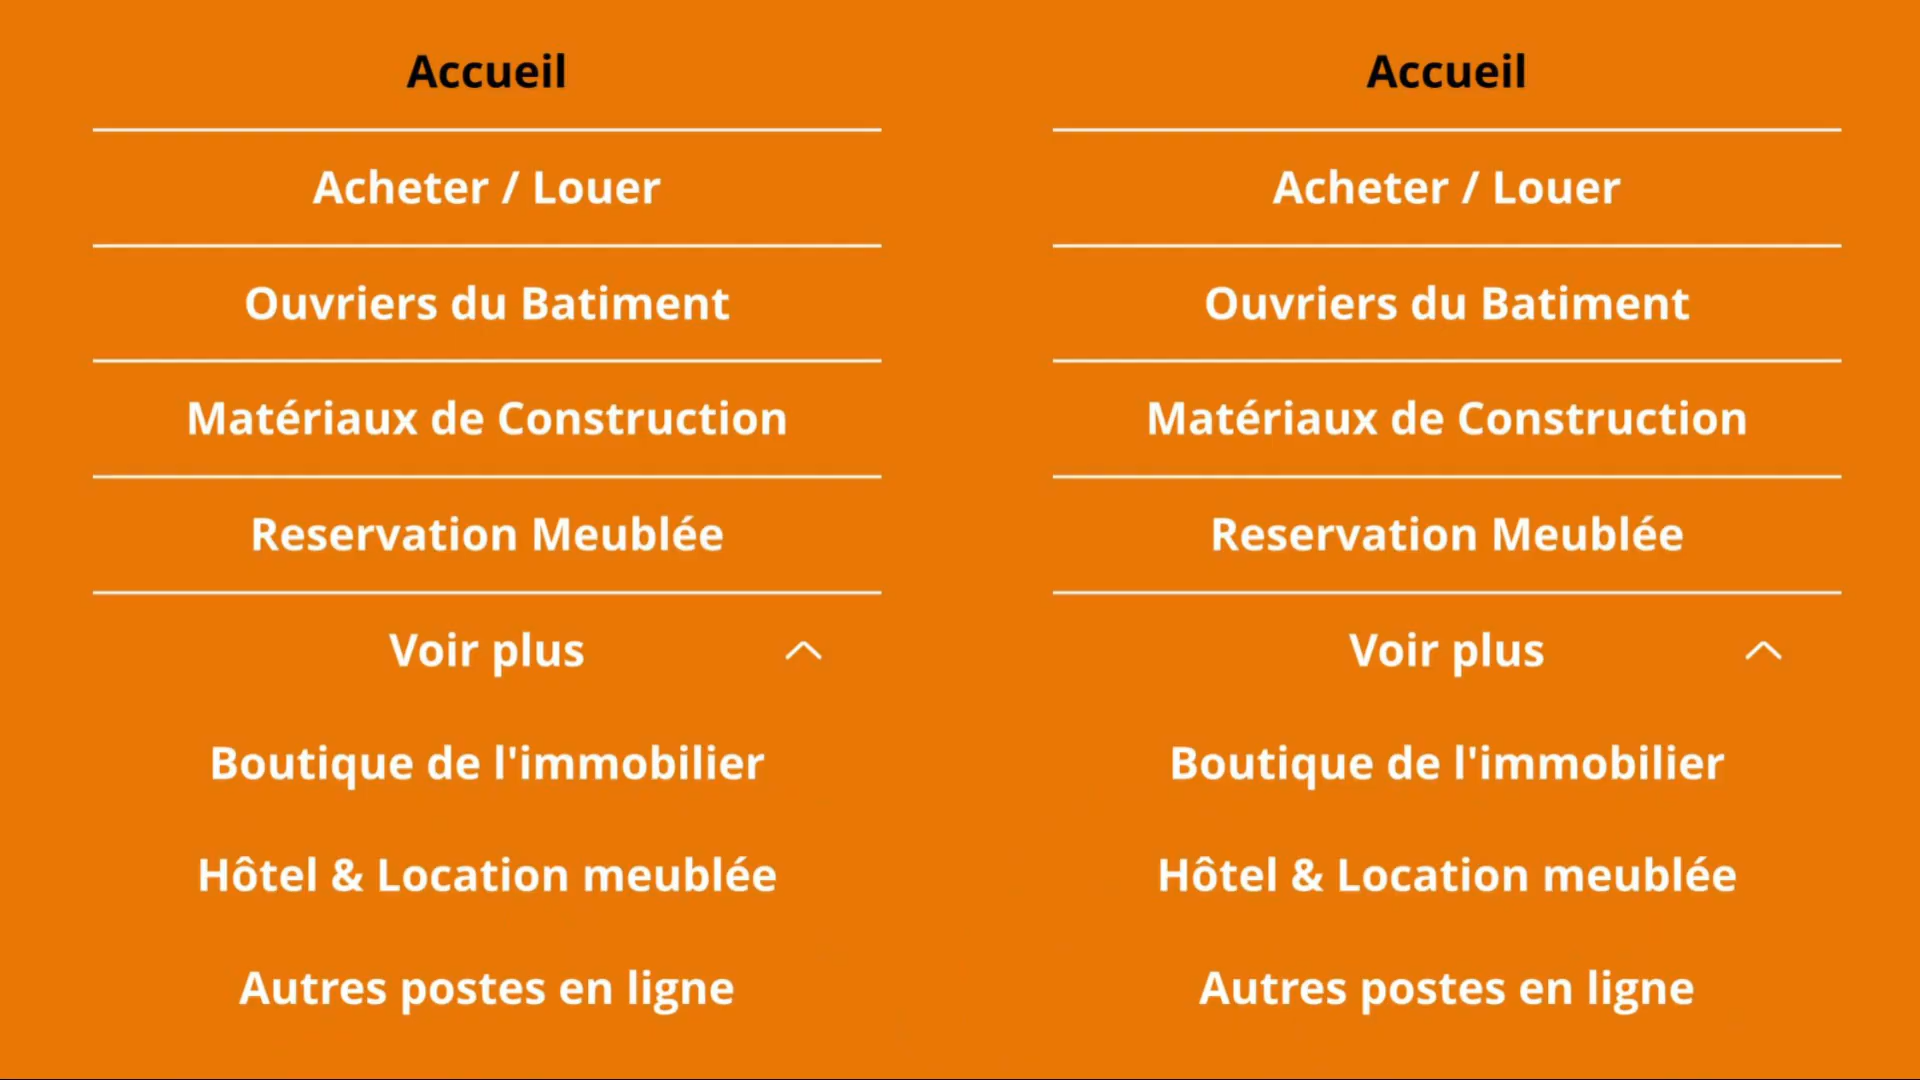 Accueil
Acheter / Louer
Ouvriers du Batiment
Matériaux de Construction
Reservation Meublée
Voir plus
Boutique de l'immobilier
Hôtel & Location meublée
Autres postes en ligne
Accueil
Acheter / Louer
Ouvriers du Batiment
Matériaux de Construction
Reservation Meublée
Voir plus
Boutique de l'immobilier
Hôtel & Location meublée
Autres postes en ligne